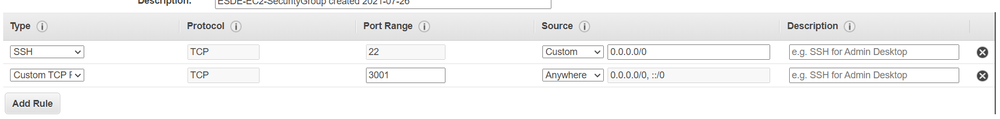 Description: ESDE-EC2-SecurityGroup created 2021-07-26
Type i Protocol i Port Range i Source i Description i
SSH TCP 22 Custom 0.0.0.0/0 e.g. SSH for Admin Desktop
Custom TCP TCP 3001 Anywhere 0.0.0.0/0, ::/0 e.g. SSH for Admin Desktop
Add Rule